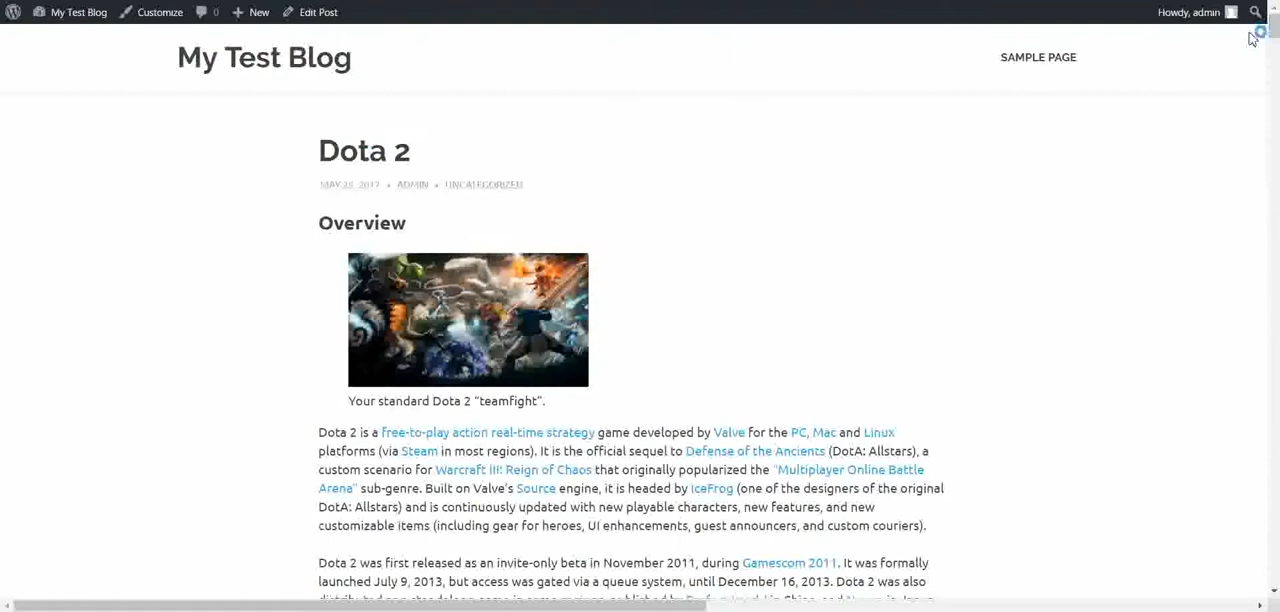 My Test Blog Customize 0 New Edit Post Howdy, admin
My Test Blog SAMPLE PAGE
Dota 2
ADMIN • UNCATEGORIZED
Overview
Your standard Dota 2 “teamfight”.
Dota 2 is a free-to-play action real-time strategy game developed by Valve for the PC, Mac and Linux
platforms (via Steam in most regions). It is the official sequel to Defense of the Ancients (DotA: Allstars), a
custom scenario for Warcraft III: Reign of Chaos that originally popularized the “Multiplayer Online Battle
Arena” sub-genre. Built on Valve’s Source engine, it is headed by IceFrog (one of the designers of the original
DotA: Allstars) and is continuously updated with new playable characters, new features, and new
customizable items (including gear for heroes, UI enhancements, guest announcers, and custom couriers).
Dota 2 was first released as an invite-only beta in November 2011, during Gamescom 2011. It was formally
launched July 9, 2013, but access was gated via a queue system, until December 16, 2013. Dota 2 was also